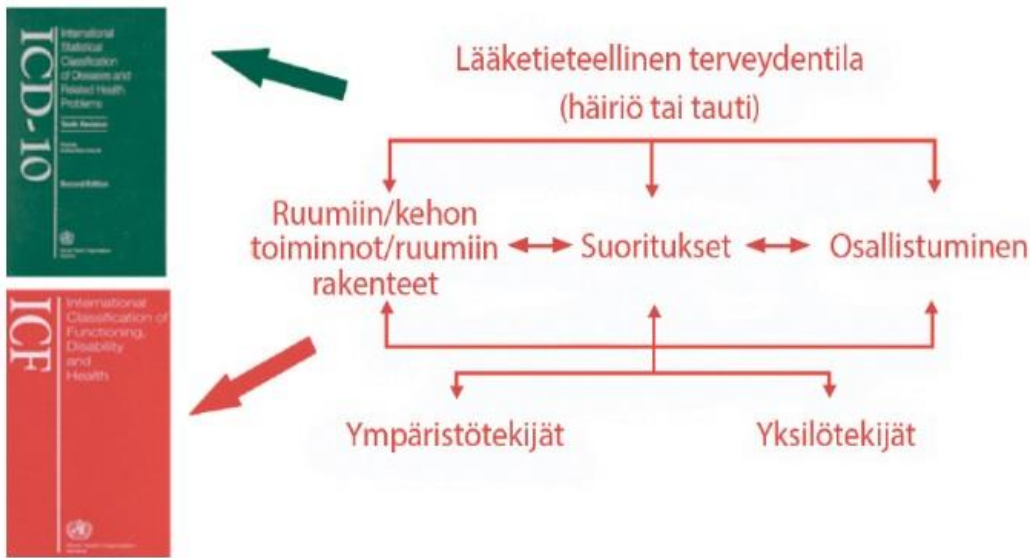 ICD-10
International
Statistical
Classification
of Diseases and
Related Health
Problems
Tenth Revision
Second Edition
ICF
International
Classification of
Functioning,
Disability
and
Health
Lääketieteellinen terveydentila
(häiriö tai tauti)
Ruumiin/kehon
toiminnot/ruumiin
rakenteet
Suoritukset
Osallistuminen
Ympäristötekijät
Yksilötekijät